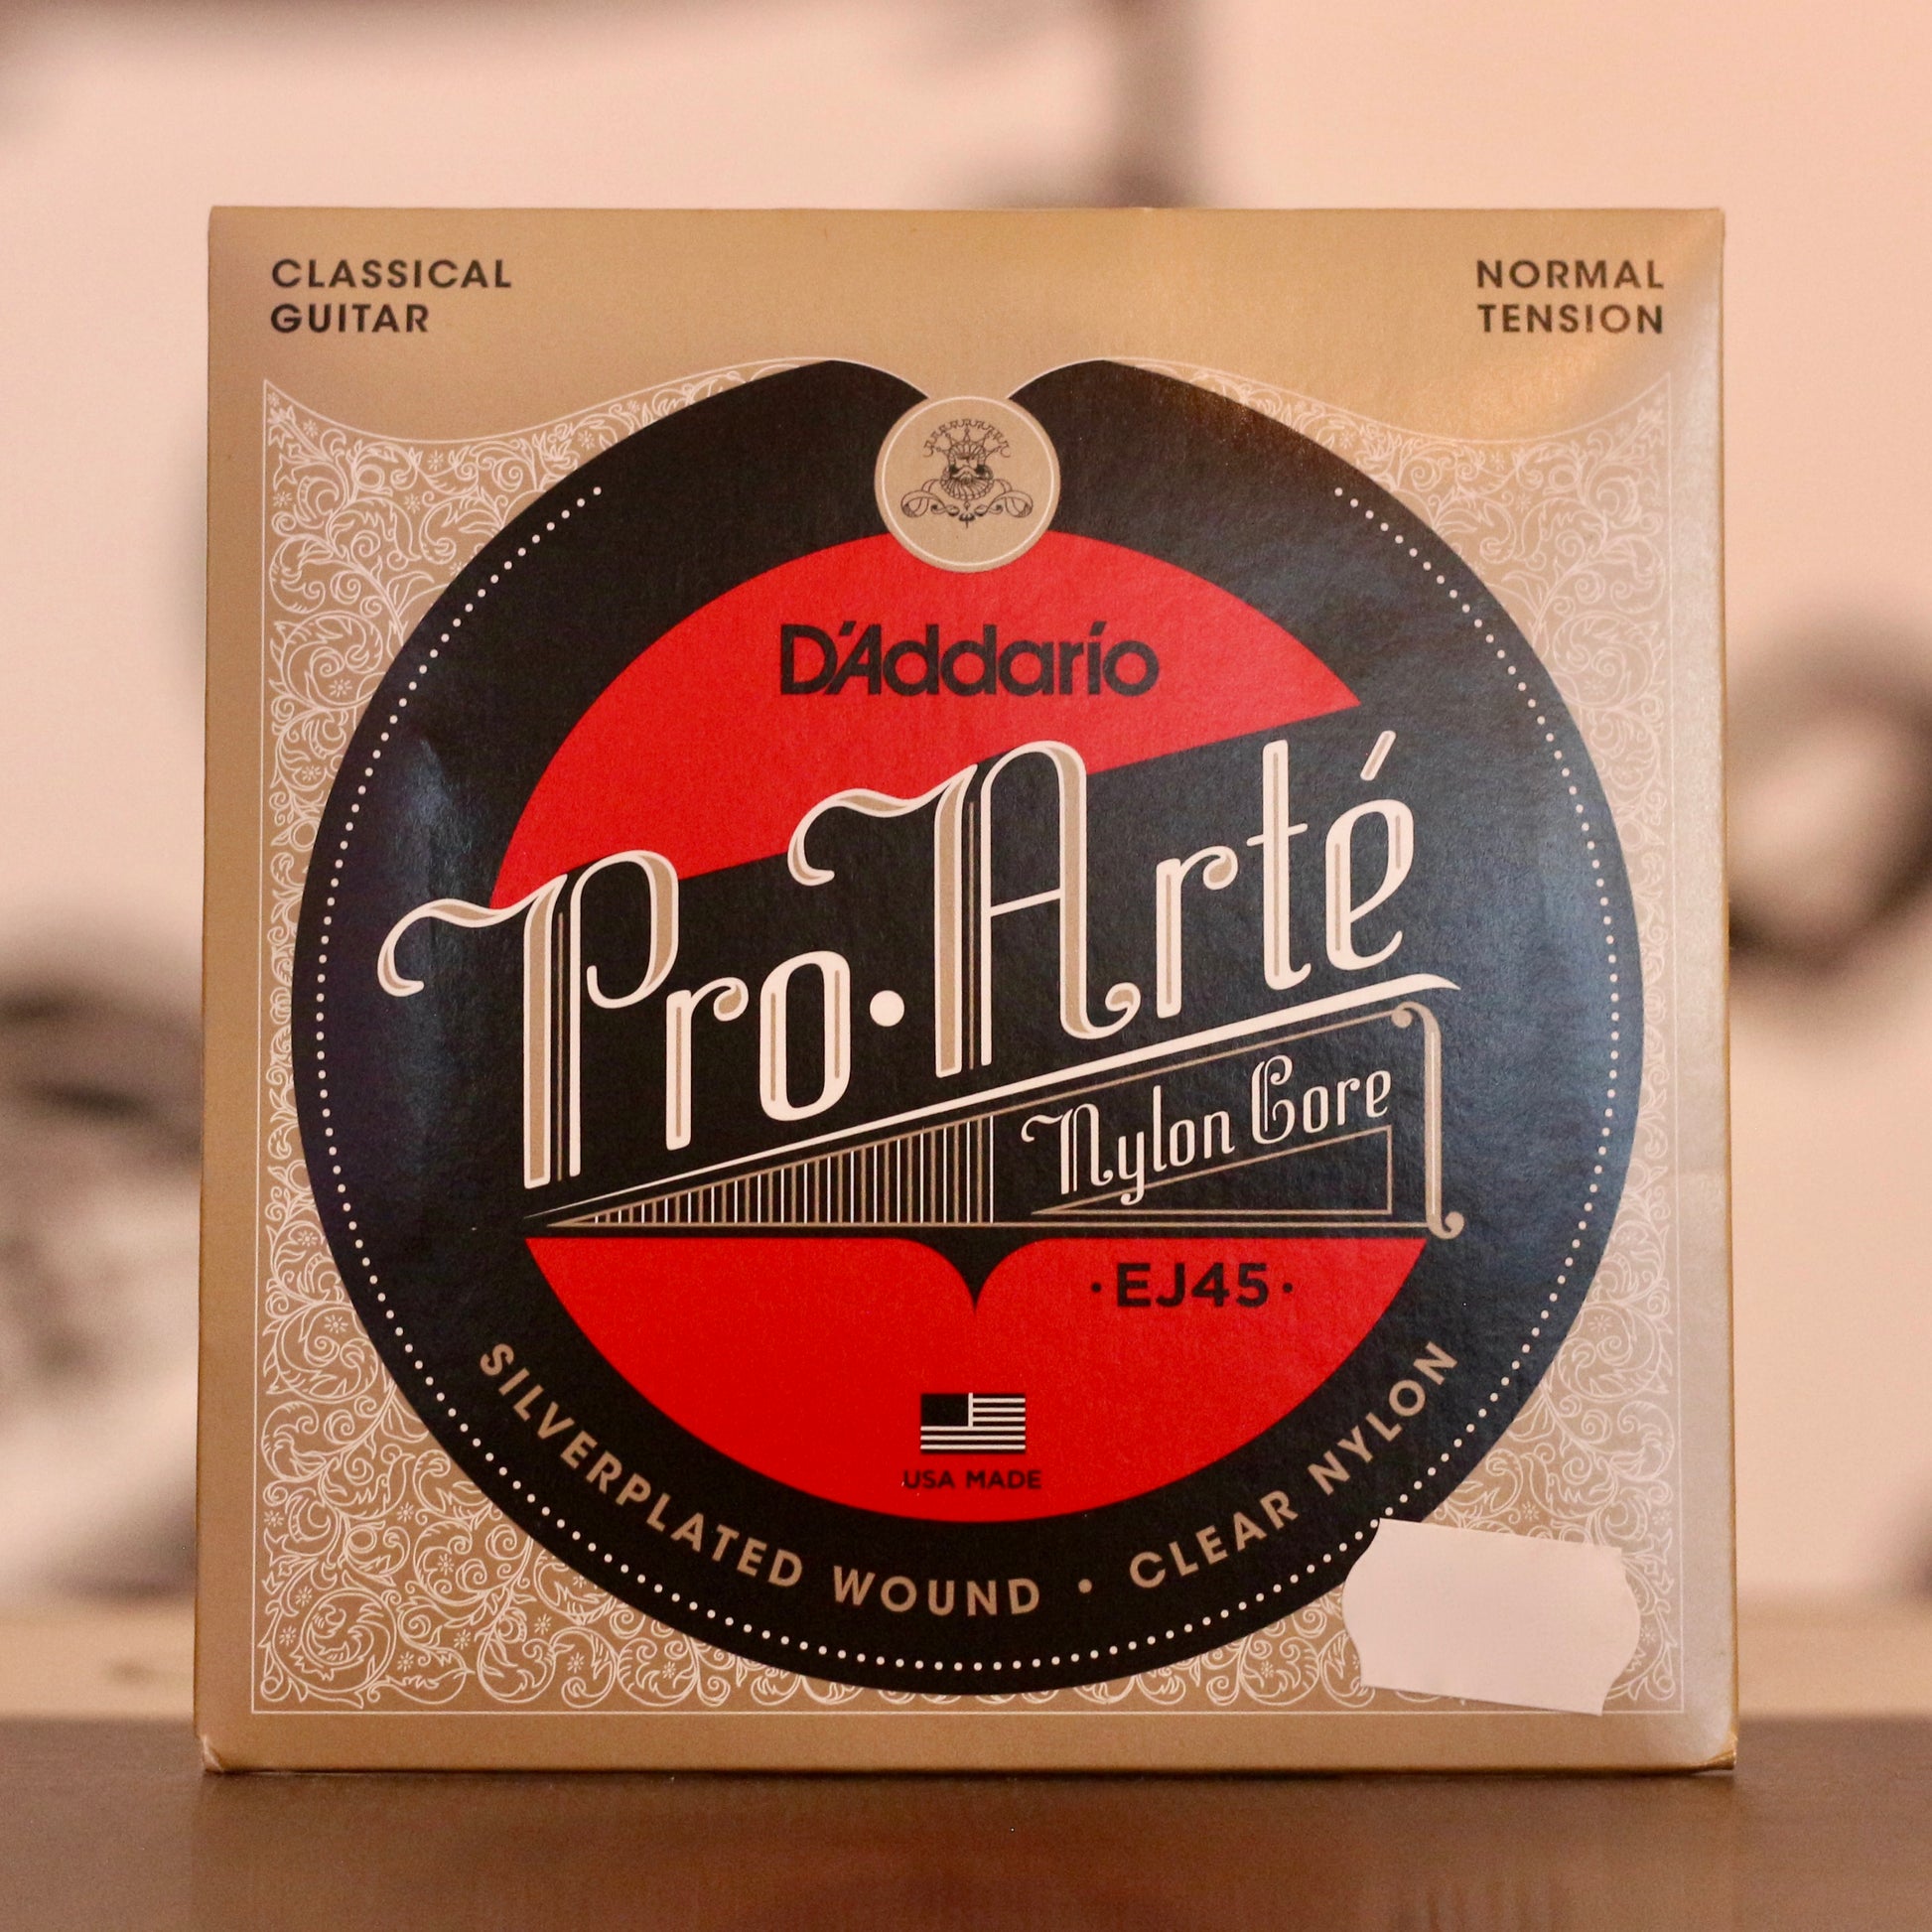 CLASSICAL
GUITAR
NORMAL
TENSION
D'Addario
Pro·Arté
Nylon Core
·EJ45·
USA MADE
SILVERPLATED WOUND • CLEAR NYLON